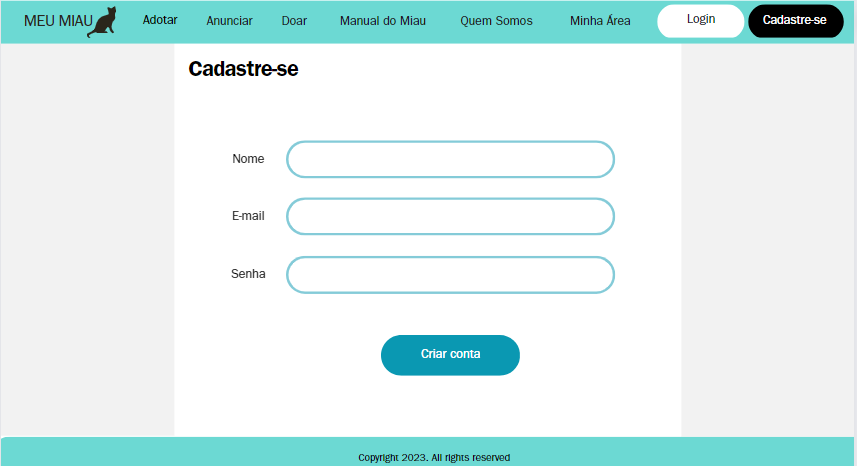 MEU MIAU Adotar Anunciar Doar Manual do Miau Quem Somos Minha Área Login Cadastre-se
Cadastre-se
Nome
E-mail
Senha
Criar conta
Copyright 2023. All rights reserved